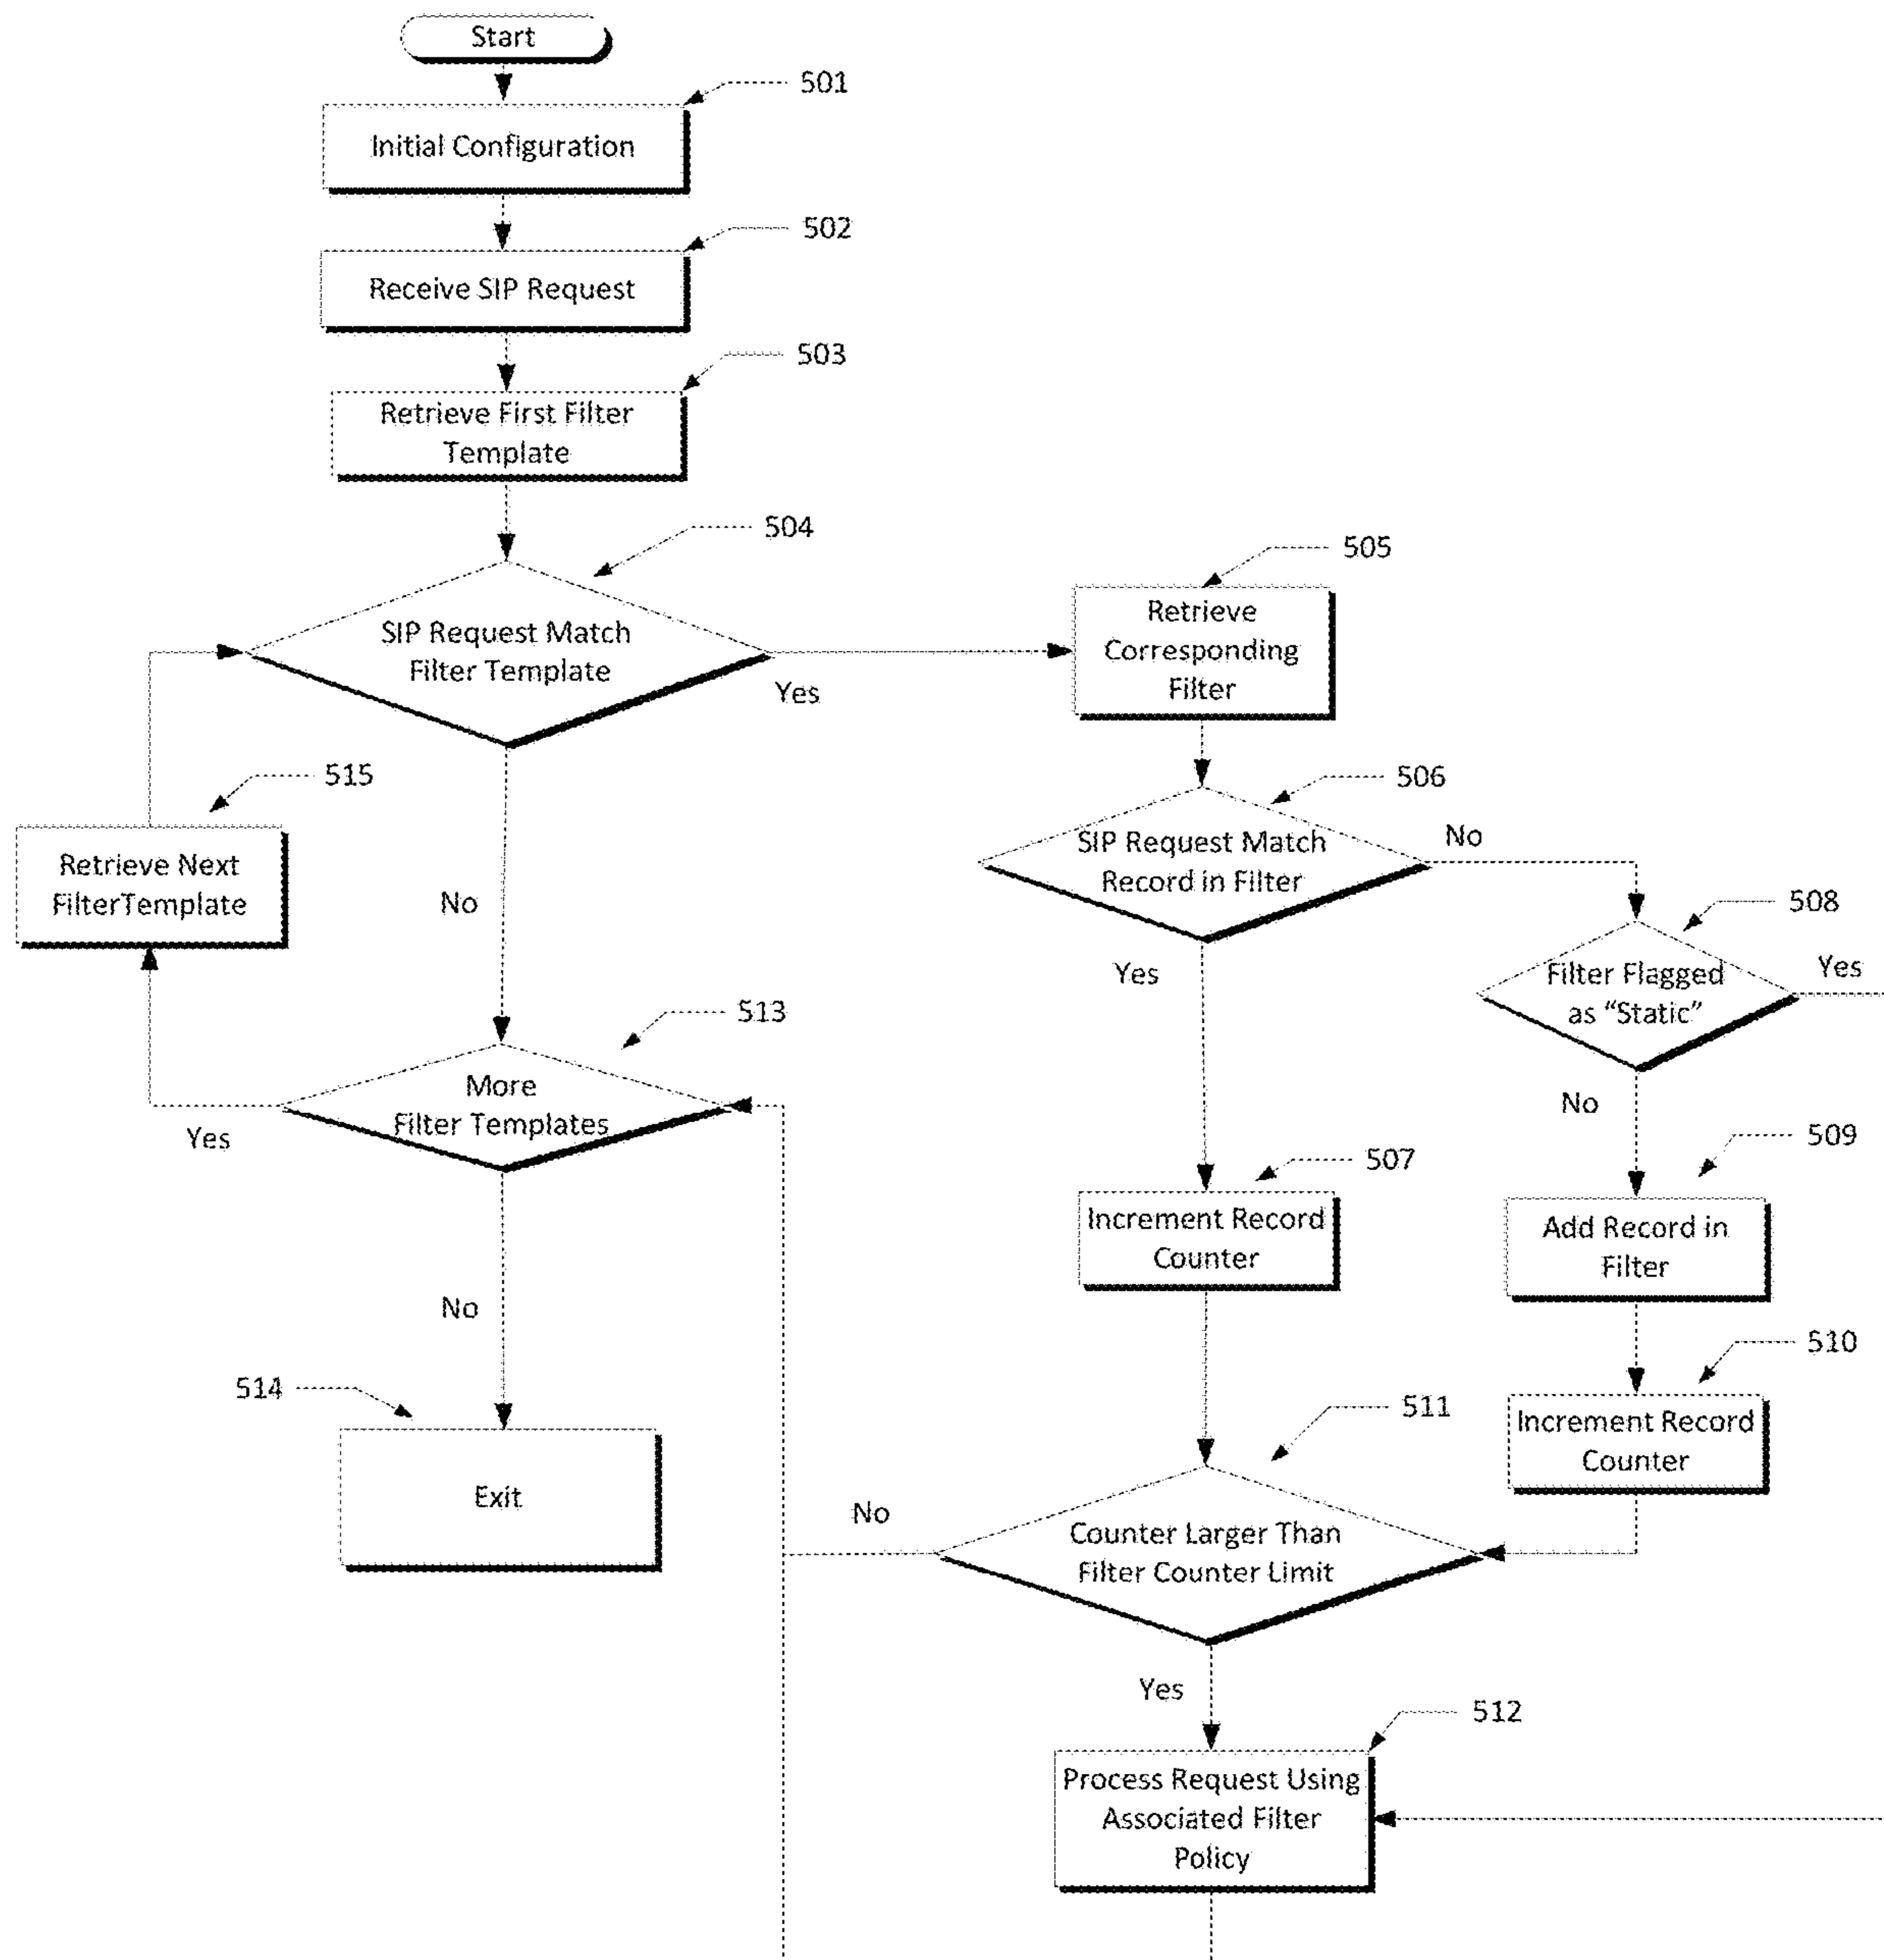 Start
501
Initial Configuration
502
Receive SIP Request
503
Retrieve First Filter
Template
504
SIP Request Match
Filter Template
Yes
505
Retrieve
Corresponding
Filter
515
Retrieve Next
FilterTemplate
No
506
SIP Request Match
Record in Filter
No
Yes
508
Filter Flagged
as “Static”
Yes
No
513
More
Filter Templates
Yes
No
507
Increment Record
Counter
509
Add Record in
Filter
510
Increment Record
Counter
514
Exit
511
Counter Larger Than
Filter Counter Limit
No
Yes
512
Process Request Using
Associated Filter
Policy